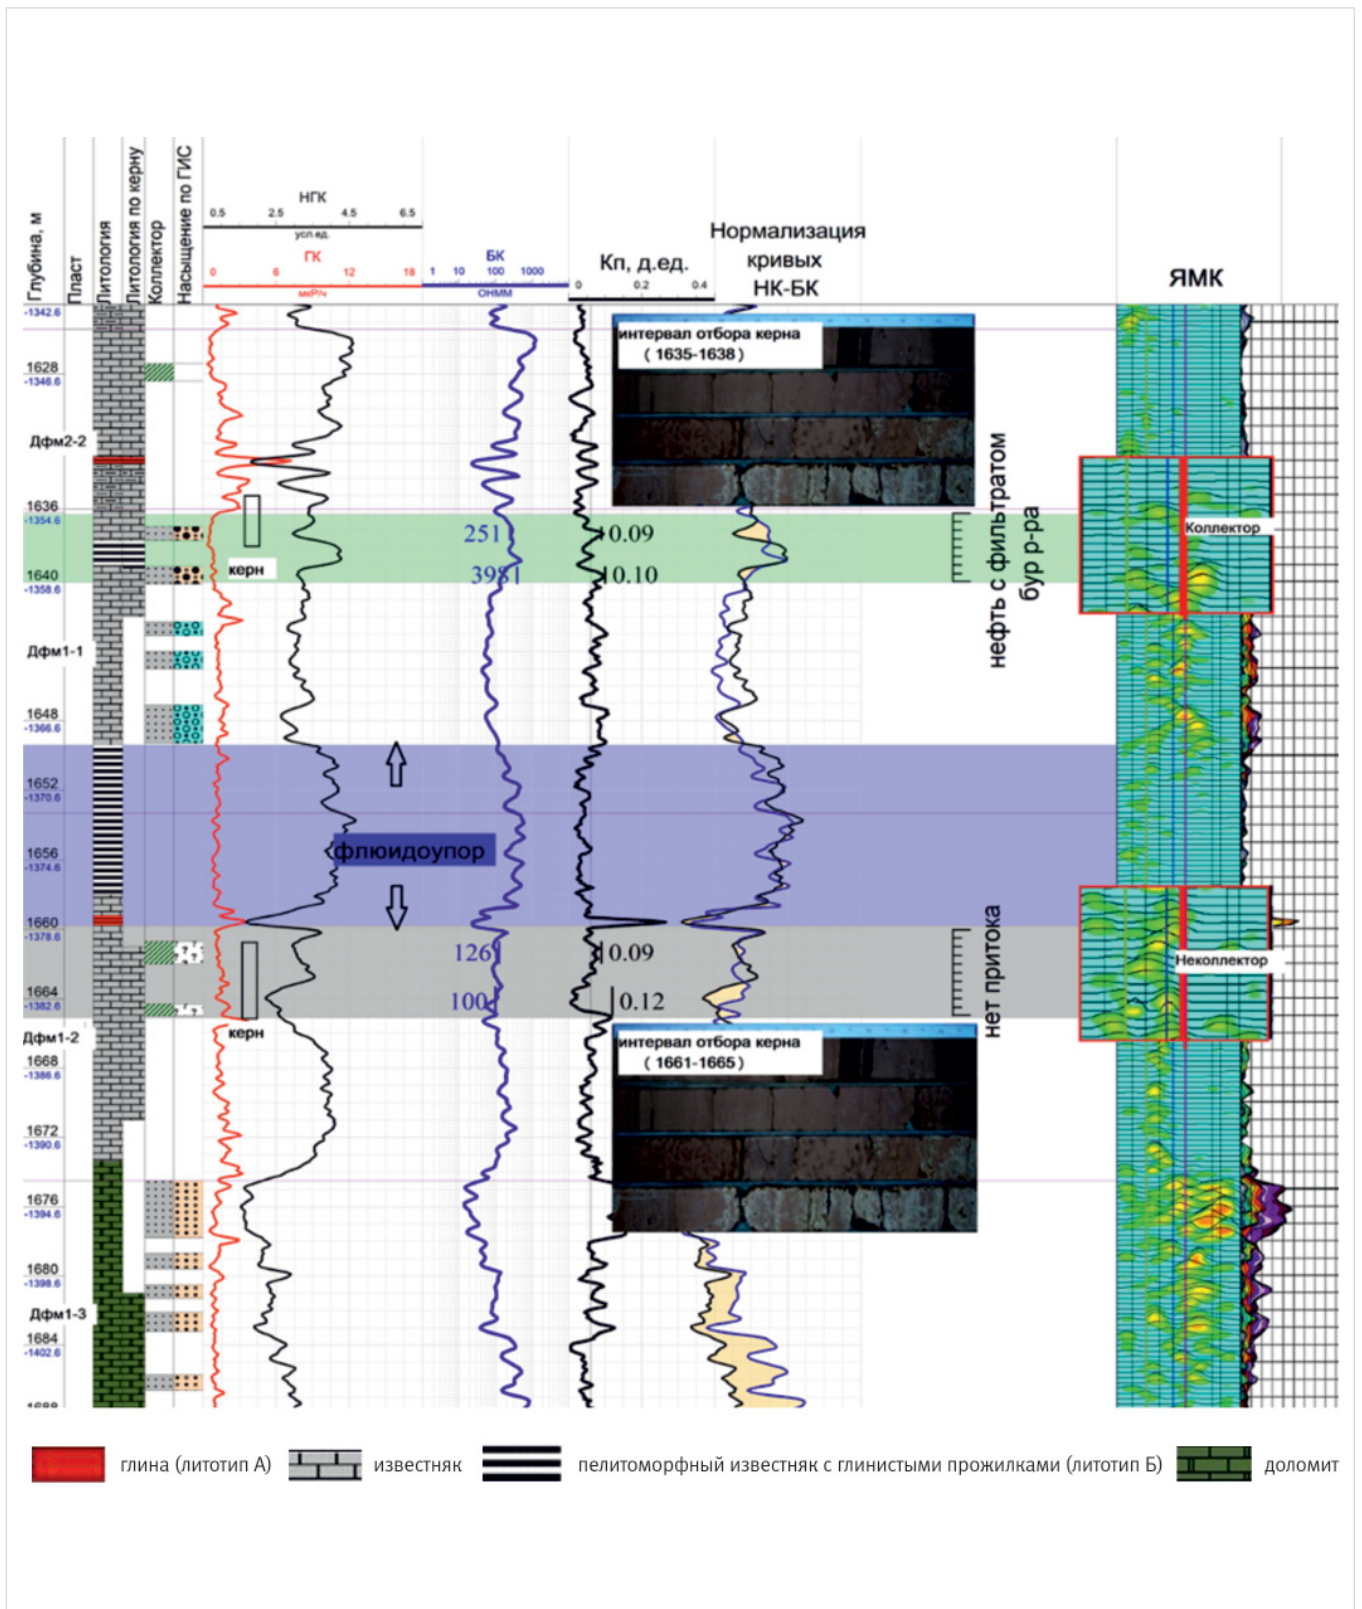 Глубина, м
Пласт
Литология
Литология по керну
Коллектор
Насыщение по ГИС
НГК
0.5 2.5 4.5 6.5
усл.ед.
ГК
0 6 12 18
мкР/ч
БК
1 10 100 1000
ОНММ
Кп, д.ед.
0 0.2 0.4
Нормализация
кривых
НК-БК
ЯМК
-1342.6
1628
-1346.6
Дфм2-2
1636
-1354.6
1640
-1358.6
Дфм1-1
1648
-1366.6
1652
-1370.6
1656
-1374.6
1660
-1378.6
1664
-1382.6
Дфм1-2
1668
-1386.6
1672
-1390.6
1676
-1394.6
1680
-1398.6
Дфм1-3
1684
-1402.6
1688
интервал отбора керна
( 1635-1638 )
251
0.09
398
0.10
керн
нефть с фильтратом
бур р-ра
Коллектор
флюидоупор
126
0.09
100
0.12
керн
нет притока
Неколлектор
интервал отбора керна
( 1661-1665 )
глина (литотип А)
известняк
пелитоморфный известняк с глинистыми прожилками (литотип Б)
доломит